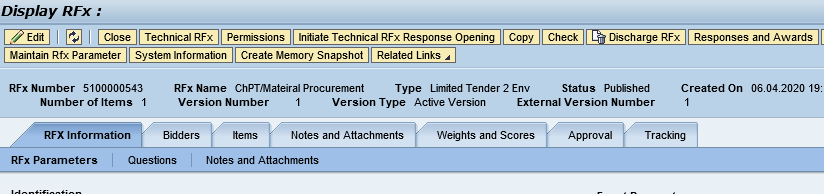 Display RFx :
Edit Close Technical RFx Permissions Initiate Technical RFx Response Opening Copy Check Discharge RFx Responses and Awards
Maintain Rfx Parameter System Information Create Memory Snapshot Related Links
RFx Number 5100000543 RFx Name ChPT/Mateiral Procurement Type Limited Tender 2 Env Status Published Created On 06.04.2020 19:
Number of Items 1 Version Number 1 Version Type Active Version External Version Number 1
RFX Information Bidders Items Notes and Attachments Weights and Scores Approval Tracking
RFx Parameters Questions Notes and Attachments
Identification